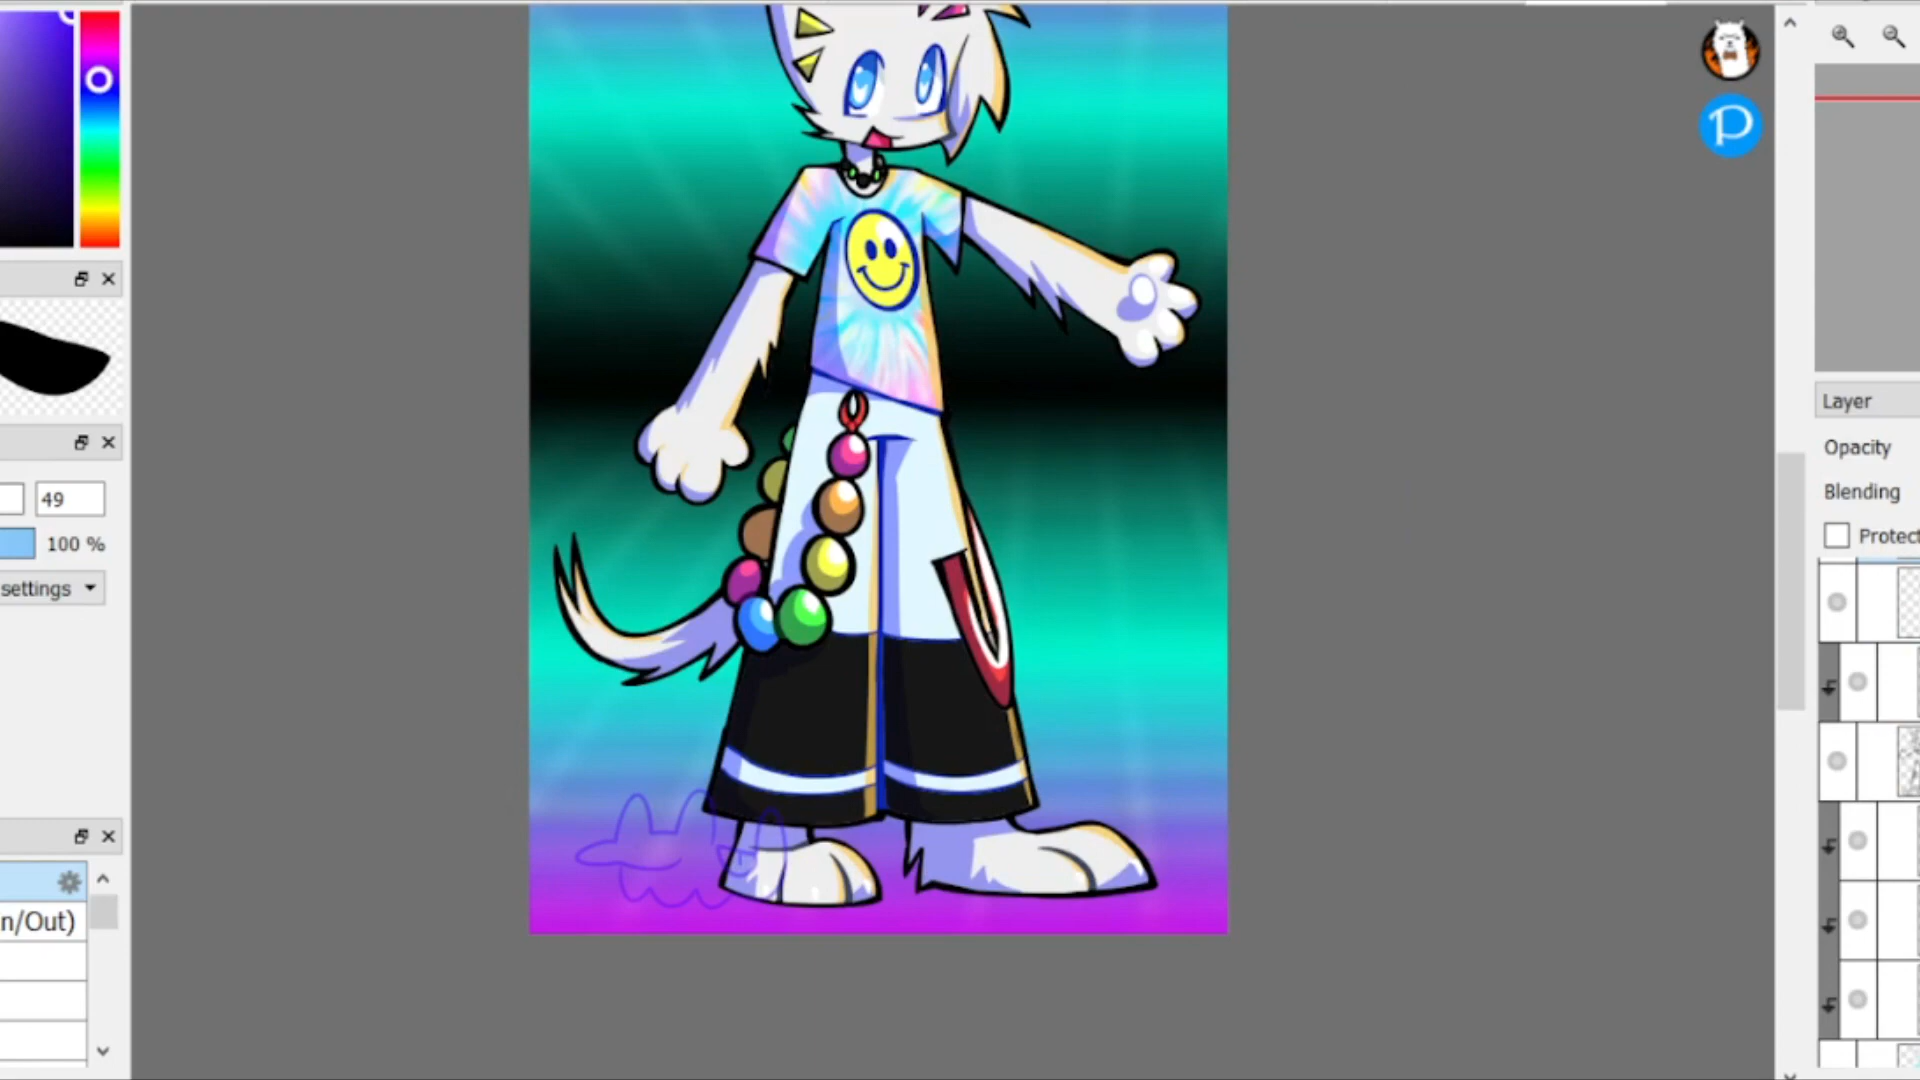 Layer
Opacity
49
Blending
100 %
Protect
settings
n/Out)
P